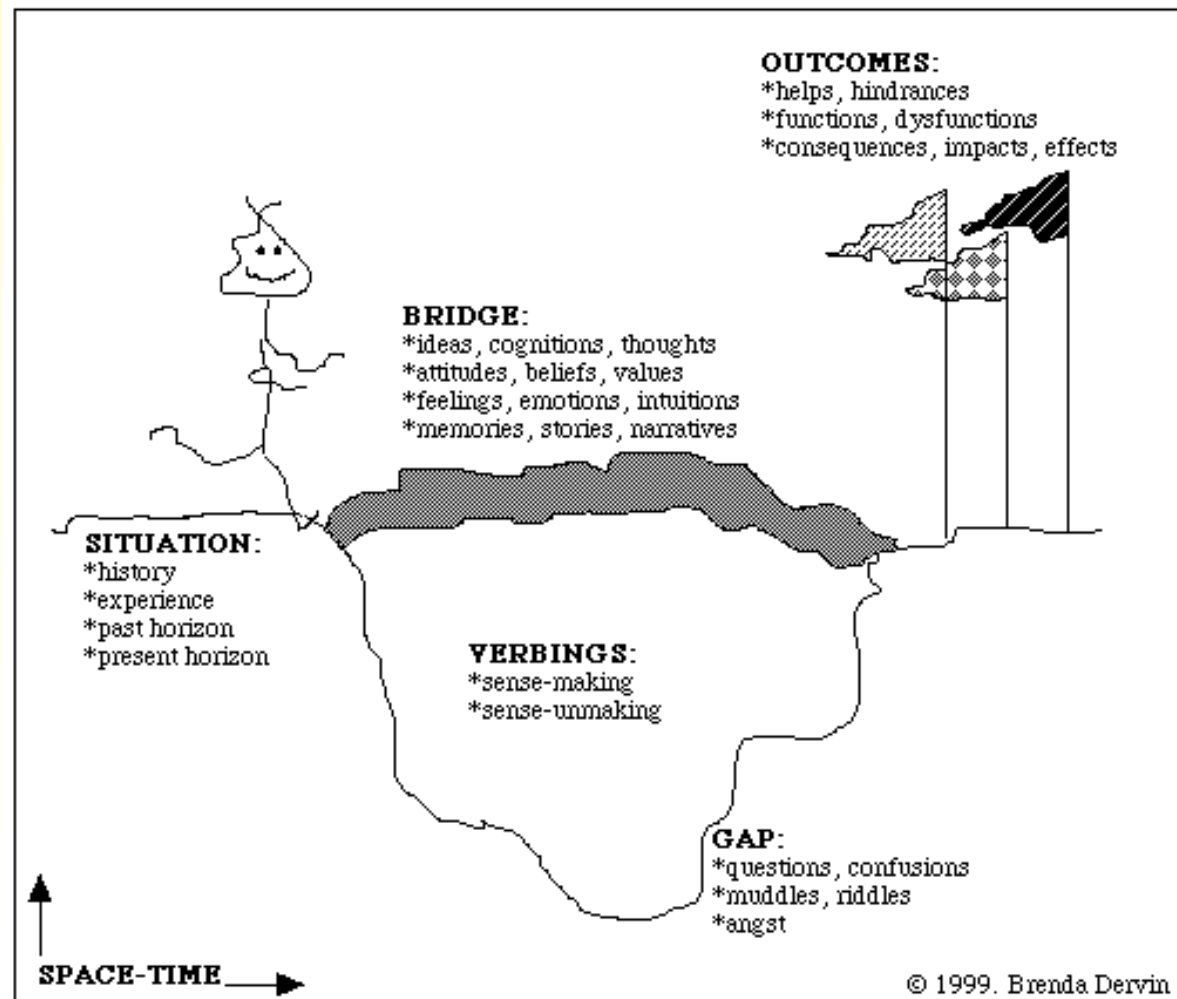 OUTCOMES:
*helps, hindrances
*functions, dysfunctions
*consequences, impacts, effects
BRIDGE:
*ideas, cognitions, thoughts
*attitudes, beliefs, values
*feelings, emotions, intuitions
*memories, stories, narratives
SITUATION:
*history
*experience
*past horizon
*present horizon
VERBINGS:
*sense-making
*sense-unmaking
GAP:
*questions, confusions
*muddles, riddles
*angst
SPACE-TIME
© 1999. Brenda Dervin